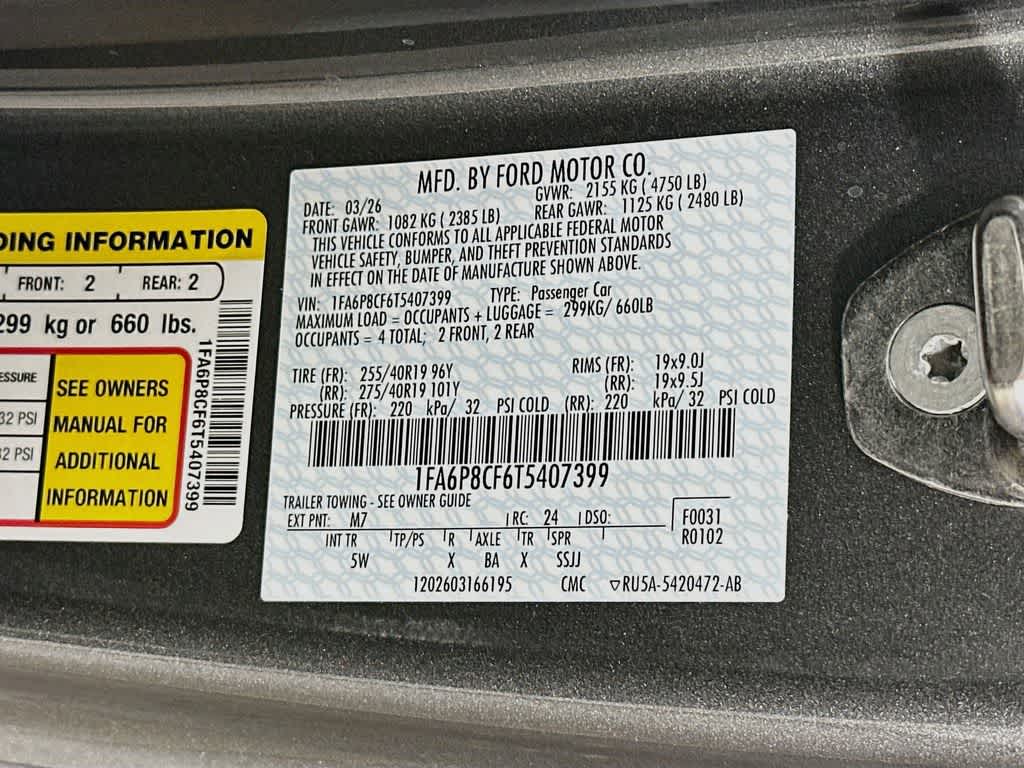 DING INFORMATION
FRONT: 2 REAR: 2
299 kg or 660 lbs.
ESSURE
32 PSI
32 PSI
SEE OWNERS
MANUAL FOR
ADDITIONAL
INFORMATION
1FA6P8CF6T5407399
MFD. BY FORD MOTOR CO.
DATE: 03/26 GVWR: 2155 KG ( 4750 LB)
FRONT GAWR: 1082 KG ( 2385 LB) REAR GAWR: 1125 KG ( 2480 LB)
THIS VEHICLE CONFORMS TO ALL APPLICABLE FEDERAL MOTOR
VEHICLE SAFETY, BUMPER, AND THEFT PREVENTION STANDARDS
IN EFFECT ON THE DATE OF MANUFACTURE SHOWN ABOVE.
VIN: 1FA6P8CF6T5407399 TYPE: Passenger Car
MAXIMUM LOAD = OCCUPANTS + LUGGAGE = 299KG/ 660LB
OCCUPANTS = 4 TOTAL; 2 FRONT, 2 REAR
TIRE (FR): 255/40R19 96Y RIMS (FR): 19x9.0J
(RR): 275/40R19 101Y (RR): 19x9.5J
PRESSURE (FR): 220 kPa/ 32 PSI COLD (RR): 220 kPa/ 32 PSI COLD
1FA6P8CF6T5407399
TRAILER TOWING - SEE OWNER GUIDE
EXT PNT: M7 RC: 24 DSO: F0031
R0102
INT TR TP/PS R AXLE TR SPR
5W X BA X SSJJ
1202603166195 CMC ▽RU5A-5420472-AB